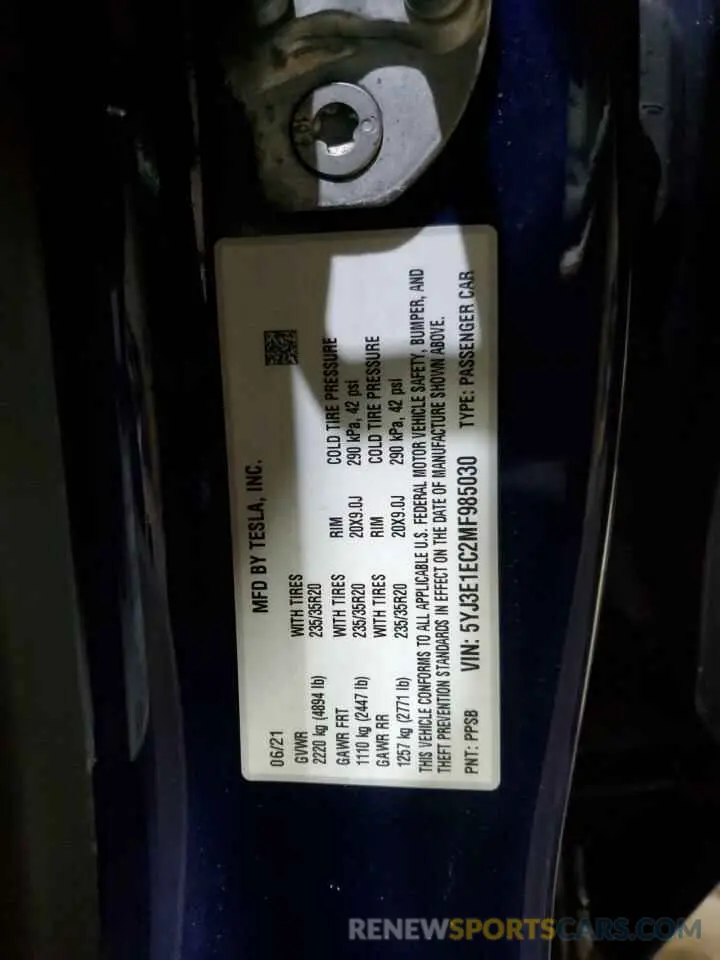 MFD BY TESLA, INC.
06/21
GVWR WITH TIRES
2220 kg (4894 lb) 235/35R20
GAWR FRT WITH TIRES RIM COLD TIRE PRESSURE
1110 kg (2447 lb) 235/35R20 20X9.0J 290 kPa, 42 psi
GAWR RR WITH TIRES RIM COLD TIRE PRESSURE
1257 kg (2771 lb) 235/35R20 20X9.0J 290 kPa, 42 psi
THIS VEHICLE CONFORMS TO ALL APPLICABLE U.S. FEDERAL MOTOR VEHICLE SAFETY, BUMPER, AND
THEFT PREVENTION STANDARDS IN EFFECT ON THE DATE OF MANUFACTURE SHOWN ABOVE.
PNT: PPSB VIN: 5YJ3E1EC2MF985030 TYPE: PASSENGER CAR
RENEWSPORTSCARS.COM